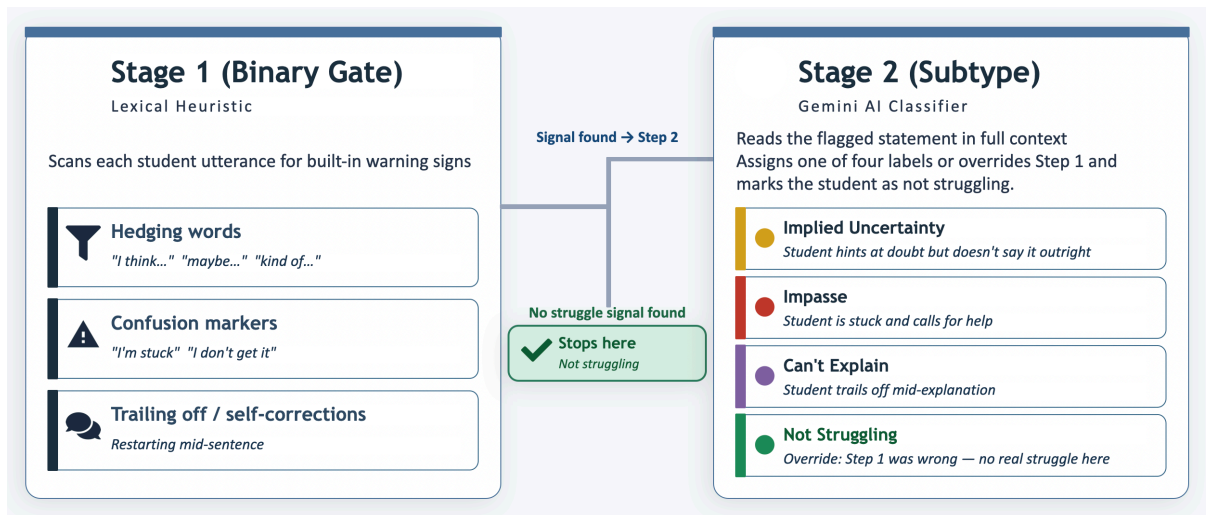 Stage 1 (Binary Gate)
Lexical Heuristic
Scans each student utterance for built-in warning signs
Hedging words
"I think..." "maybe..." "kind of..."
Confusion markers
"I'm stuck" "I don't get it"
Trailing off / self-corrections
Restarting mid-sentence
Signal found → Step 2
No struggle signal found
Stops here
Not struggling
Stage 2 (Subtype)
Gemini AI Classifier
Reads the flagged statement in full context
Assigns one of four labels or overrides Step 1 and
marks the student as not struggling.
Implied Uncertainty
Student hints at doubt but doesn't say it outright
Impasse
Student is stuck and calls for help
Can't Explain
Student trails off mid-explanation
Not Struggling
Override: Step 1 was wrong — no real struggle here